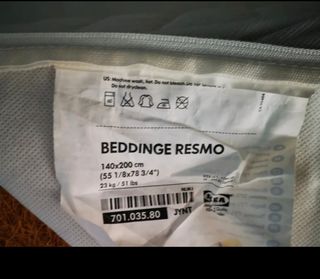 US: Machine wash, hot. Do not bleach.
Do not dryclean.
BEDDINGE RESMO
140x200 cm
(55 1/8x78 3/4")
23 kg / 51 lbs
701.035.80
JYNT
IKEA